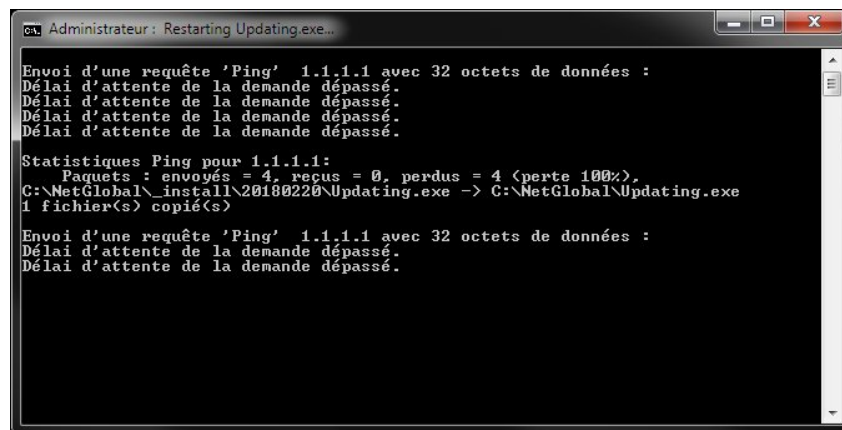 Administrateur : Restarting Updating.exe...
Envoi d'une requête 'Ping'  1.1.1.1 avec 32 octets de données :
Délai d'attente de la demande dépassé.
Délai d'attente de la demande dépassé.
Délai d'attente de la demande dépassé.
Délai d'attente de la demande dépassé.
Statistiques Ping pour 1.1.1.1:
    Paquets : envoyés = 4, reçus = 0, perdus = 4 (perte 100%),
C:\NetGlobal\_install\20180220\Updating.exe -> C:\NetGlobal\Updating.exe
1 fichier(s) copié(s)
Envoi d'une requête 'Ping'  1.1.1.1 avec 32 octets de données :
Délai d'attente de la demande dépassé.
Délai d'attente de la demande dépassé.